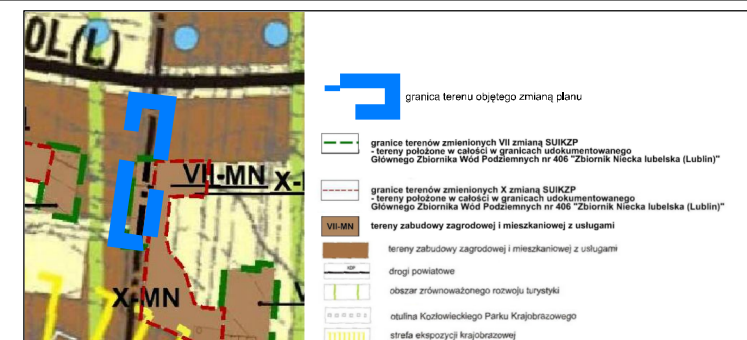 0L(L)
VII-MN X-
X-MN
V
granica terenu objętego zmianą planu
granice terenów zmienionych VII zmianą SUIKZP
- tereny położone w całości w granicach udokumentowanego
Głównego Zbiornika Wód Podziemnych nr 406 "Zbiornik Niecka lubelska (Lublin)"
granice terenów zmienionych X zmianą SUIKZP
- tereny położone w całości w granicach udokumentowanego
Głównego Zbiornika Wód Podziemnych nr 406 "Zbiornik Niecka lubelska (Lublin)"
VII-MN tereny zabudowy zagrodowej i mieszkaniowej z usługami
tereny zabudowy zagrodowej i mieszkaniowej z usługami
drogi powiatowe
obszar zrównoważonego rozwoju turystyki
otulina Kozłowieckiego Parku Krajobrazowego
strefa ekspozycji krajobrazowej